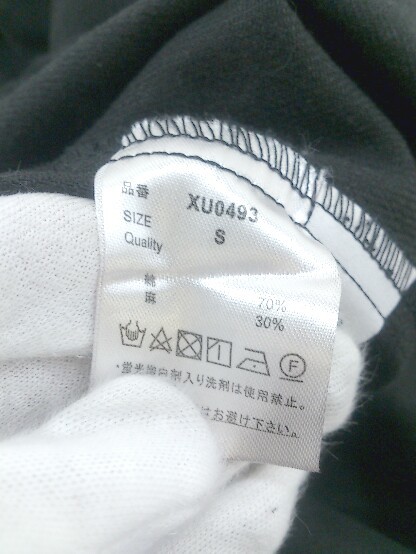 品番 XU0493
SIZE S
Quality
綿 70%
麻 30%
・蛍光増白剤入り洗剤は使用禁止。
はお避け下さい。